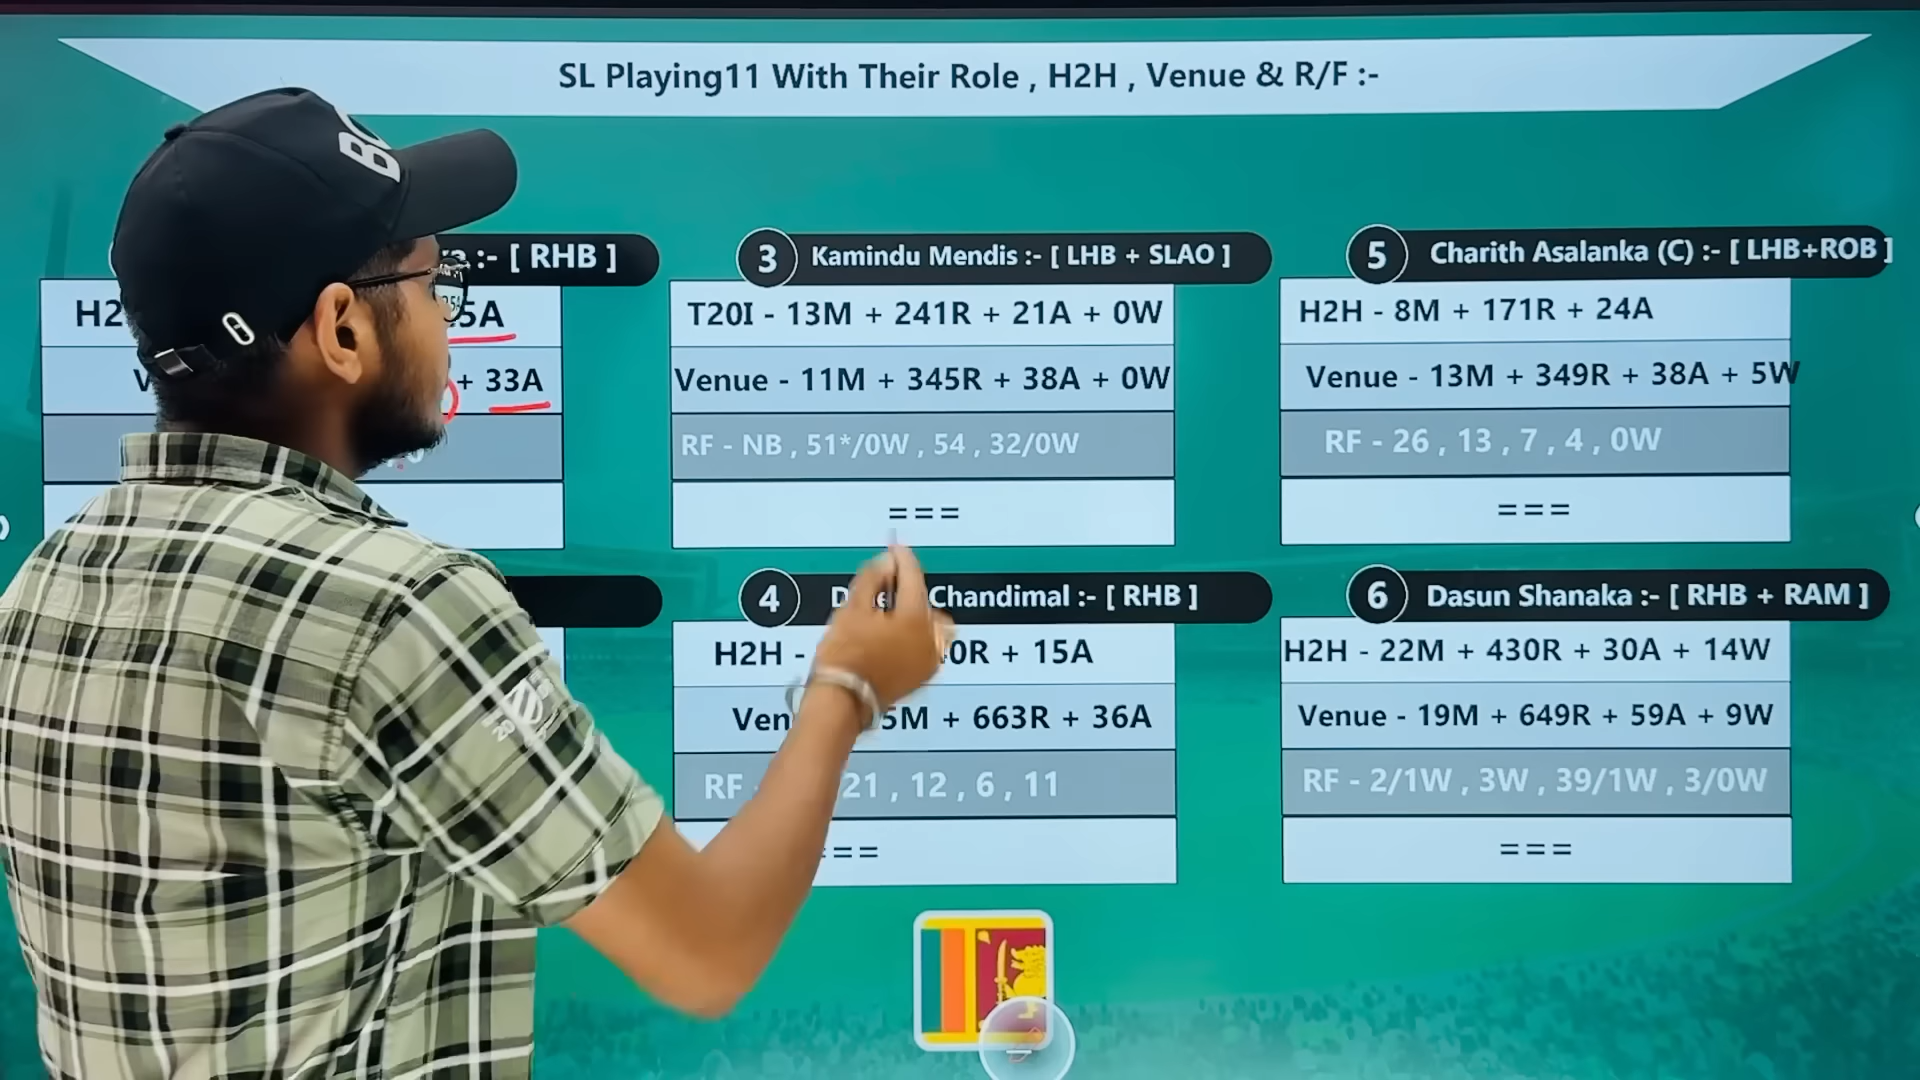 SL Playing11 With Their Role , H2H , Venue & R/F :-
:- [ RHB ]
H2 5A
V + 33A
3 Kamindu Mendis :- [ LHB + SLAO ]
T20I - 13M + 241R + 21A + 0W
Venue - 11M + 345R + 38A + 0W
RF - NB , 51*/0W , 54 , 32/0W
===
4 Chandimal :- [ RHB ]
H2H - 0R + 15A
Ven 5M + 663R + 36A
RF 21 , 12 , 6 , 11
==
5 Charith Asalanka (C) :- [ LHB+ROB ]
H2H - 8M + 171R + 24A
Venue - 13M + 349R + 38A + 5W
RF - 26 , 13 , 7 , 4 , 0W
===
6 Dasun Shanaka :- [ RHB + RAM ]
H2H - 22M + 430R + 30A + 14W
Venue - 19M + 649R + 59A + 9W
RF - 2/1W , 3W , 39/1W , 3/0W
===